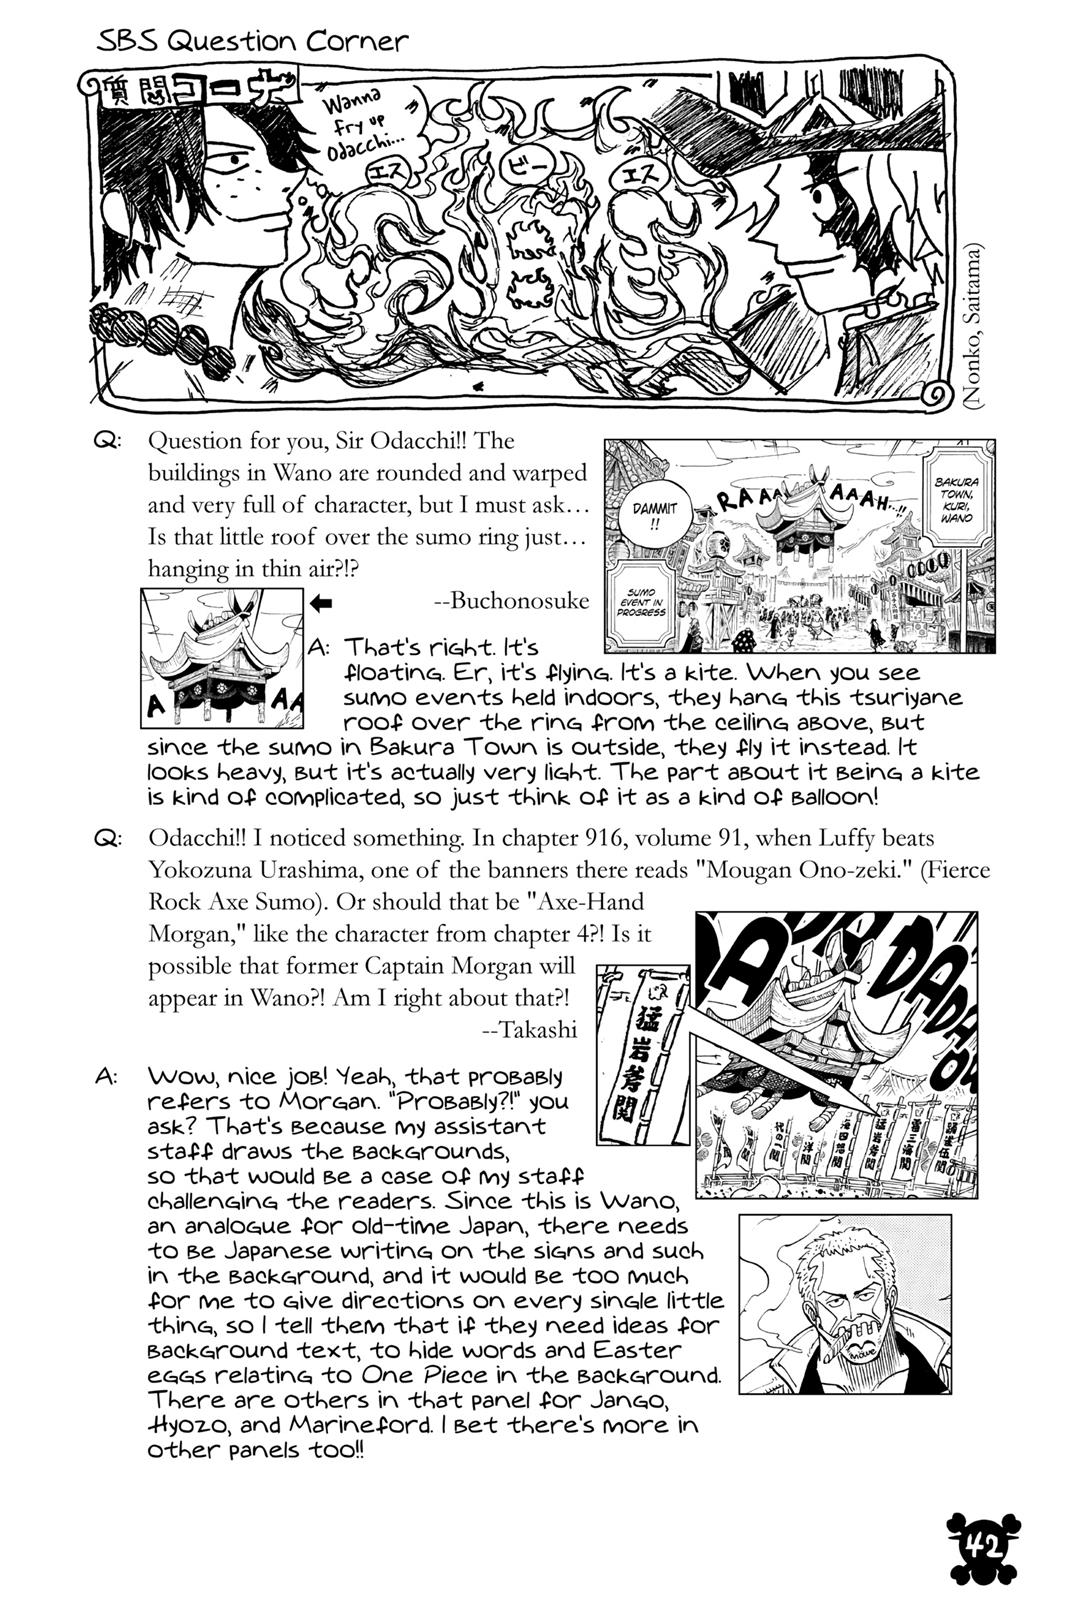 SBS Question Corner
質問コーナー
Wanna
fry up
Odacchi...
エス
ビー
エス
(Nonko, Saitama)
Q: Question for you, Sir Odacchi!! The
buildings in Wano are rounded and warped
and very full of character, but I must ask…
Is that little roof over the sumo ring just…
hanging in thin air?!?
--Buchonosuke
DAMMIT
!!
RAAA AAAH...!!
BAKURA
TOWN,
KURI,
WANO
SUMO
EVENT IN
PROGRESS
A AA
A: That's right. It's
floating. Er, it's flying. It's a kite. When you see
sumo events held indoors, they hang this tsuriyane
roof over the ring from the ceiling above, but
since the sumo in Bakura Town is outside, they fly it instead. It
looks heavy, but it's actually very light. The part about it being a kite
is kind of complicated, so just think of it as a kind of balloon!
Q: Odacchi!! I noticed something. In chapter 916, volume 91, when Luffy beats
Yokozuna Urashima, one of the banners there reads "Mougan Ono-zeki." (Fierce
Rock Axe Sumo). Or should that be "Axe-Hand
Morgan," like the character from chapter 4?! Is it
possible that former Captain Morgan will
appear in Wano?! Am I right about that?!
--Takashi
猛岩斧関
猛岩斧関
A: Wow, nice job! Yeah, that probably
refers to Morgan. "Probably?!" you
ask? That's because my assistant
staff draws the backgrounds,
so that would be a case of my staff
challenging the readers. Since this is Wano,
an analogue for old-time Japan, there needs
to be Japanese writing on the signs and such
in the background, and it would be too much
for me to give directions on every single little
thing, so I tell them that if they need ideas for
background text, to hide words and Easter
eggs relating to One Piece in the background.
There are others in that panel for Jango,
Hyozo, and Marineford. I bet there's more in
other panels too!!
42